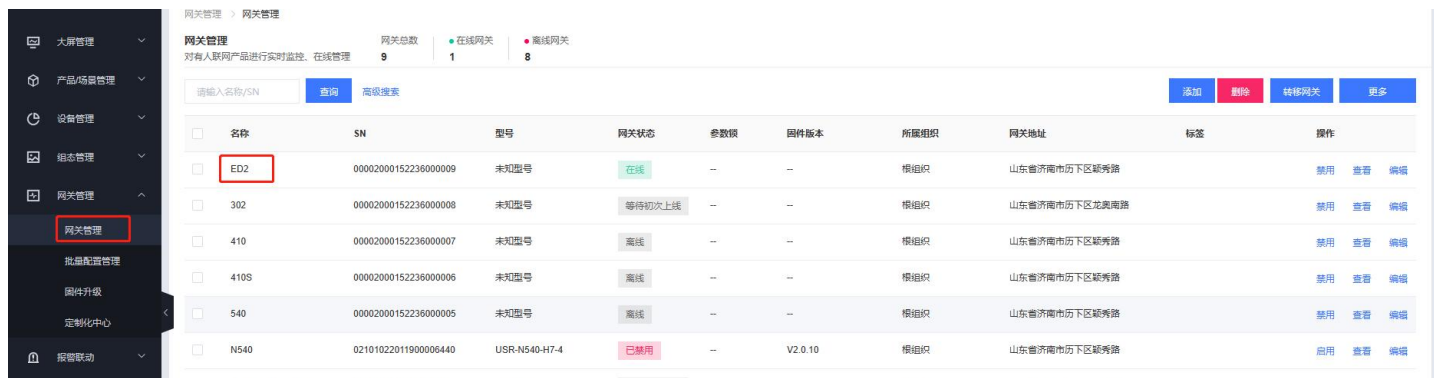 网关管理 > 网关管理
大屏管理
产品/场景管理
设备管理
组态管理
网关管理
网关管理
批量配置管理
固件升级
定制化中心
报警联动
网关管理
对有人联网产品进行实时监控、在线管理
网关总数 在线网关 离线网关
9 1 8
请输入名称/SN 查询 高级搜索 添加 删除 转移网关 更多
名称 SN 型号 网关状态 参数锁 固件版本 所属组织 网关地址 标签 操作
ED2 00002000152236000009 未知型号 在线 -- -- 根组织 山东省济南市历下区颖秀路 禁用 查看 编辑
302 00002000152236000008 未知型号 等待初次上线 -- -- 根组织 山东省济南市历下区龙奥南路 禁用 查看 编辑
410 00002000152236000007 未知型号 离线 -- -- 根组织 山东省济南市历下区颖秀路 禁用 查看 编辑
410S 00002000152236000006 未知型号 离线 -- -- 根组织 山东省济南市历下区颖秀路 禁用 查看 编辑
540 00002000152236000005 未知型号 离线 -- -- 根组织 山东省济南市历下区颖秀路 禁用 查看 编辑
N540 02101022011900006440 USR-N540-H7-4 已禁用 -- V2.0.10 根组织 山东省济南市历下区颖秀路 启用 查看 编辑